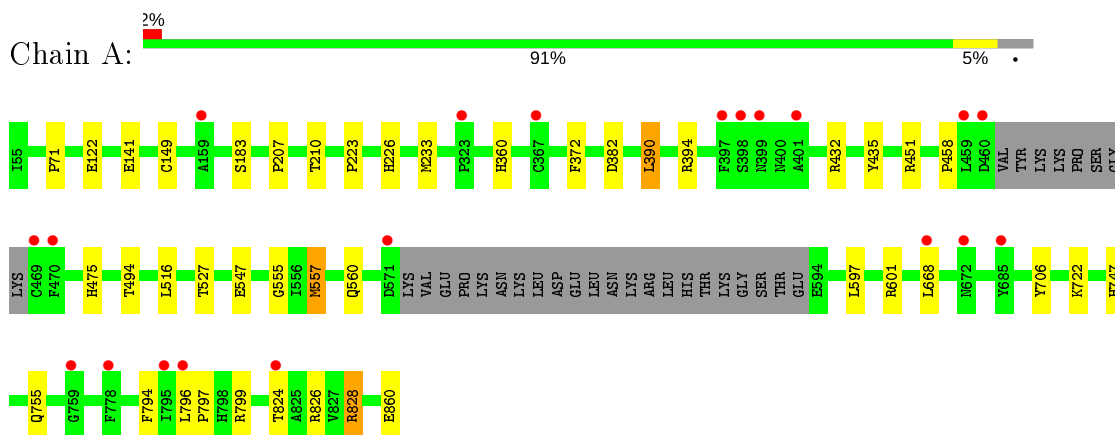 2%
Chain A:
91% 5% •
I55 P71 E122 E141 C149 A159 S183 P207 T210 P223 H226 M233 P323 H360 C367 F372 D382 L390 R394 F397 S398 N399 N400 A401 R432 Y435 R451 P458 L459 D460 VAL TYR LYS LYS PRO SER GLY
LYS C469 F470 H475 T494 L516 T527 E547 G555 I556 M557 Q560 D571 LYS VAL GLU PRO LYS ASN LYS LEU ASP GLU LEU ASN LYS ARG LEU HIS THR LYS GLY SER THR GLU E594 L597 R601 L668 N672 Y685 Y706 K722 H747
Q755 G759 F778 F794 I795 L796 P797 H798 R799 T824 A825 R826 V827 R828 E860